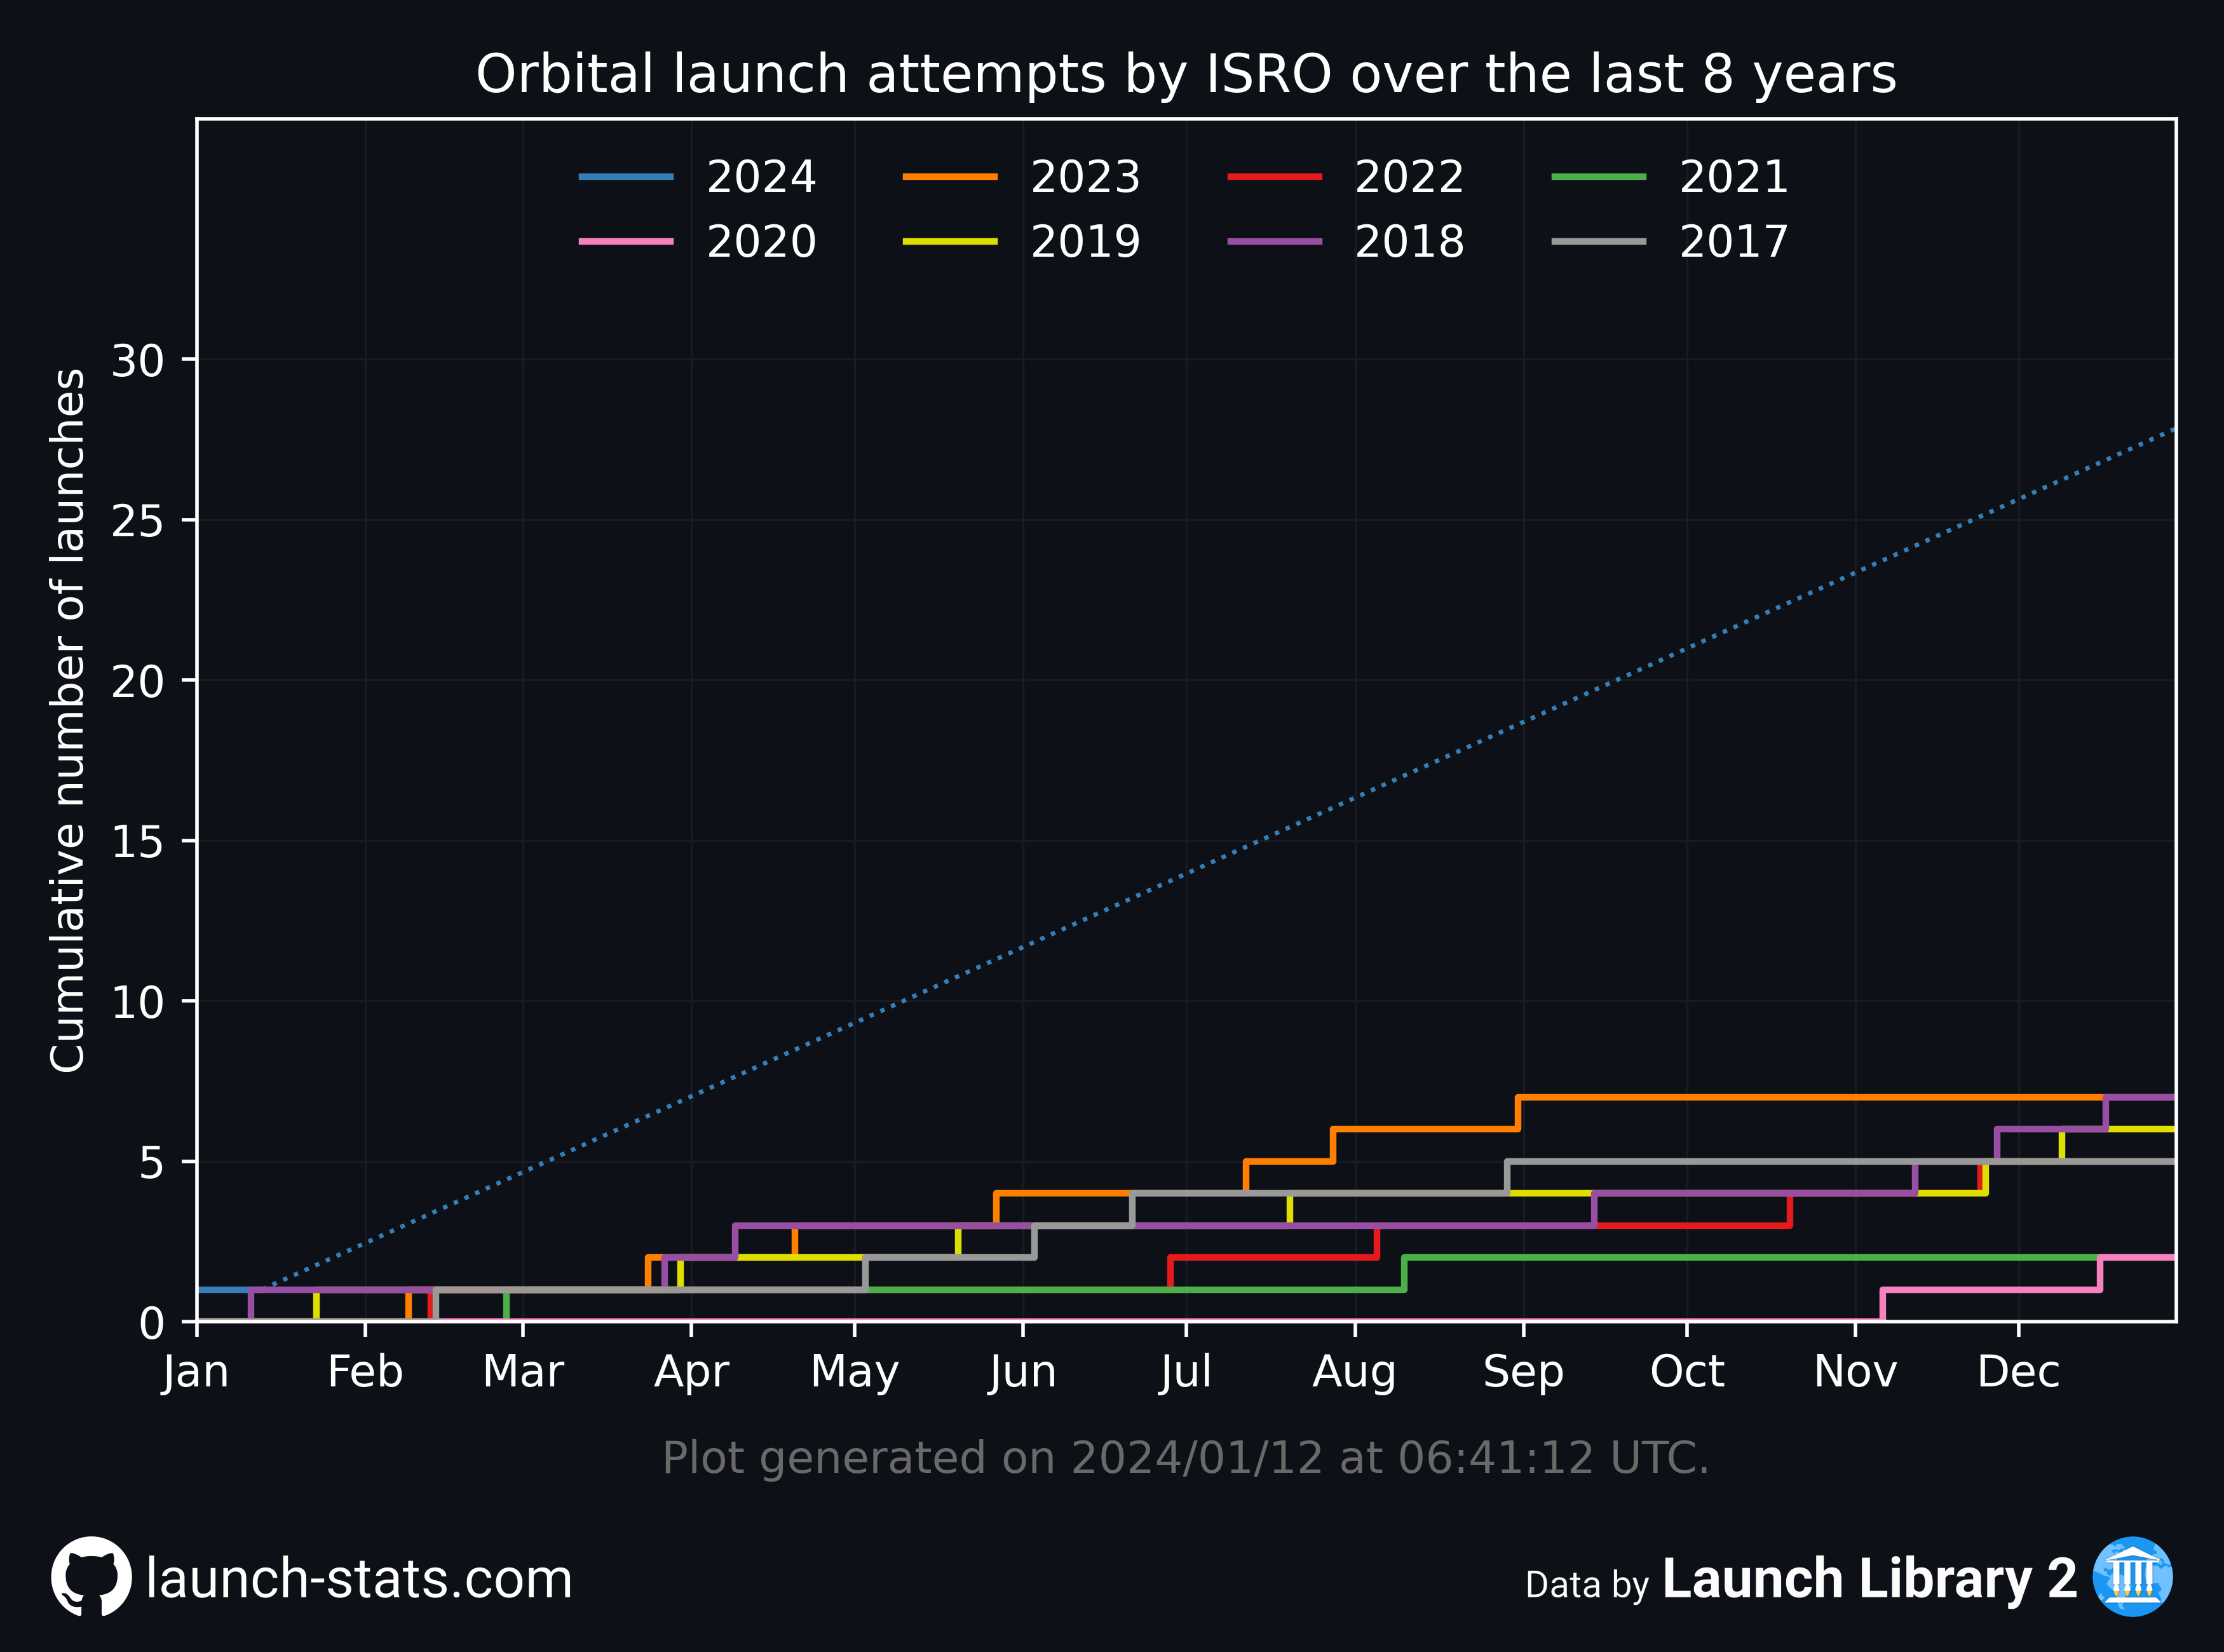 Orbital launch attempts by ISRO over the last 8 years
2024 2023 2022 2021
2020 2019 2018 2017
Cumulative number of launches
30
25
20
15
10
5
0
Jan Feb Mar Apr May Jun Jul Aug Sep Oct Nov Dec
Plot generated on 2024/01/12 at 06:41:12 UTC.
launch-stats.com
Data by Launch Library 2